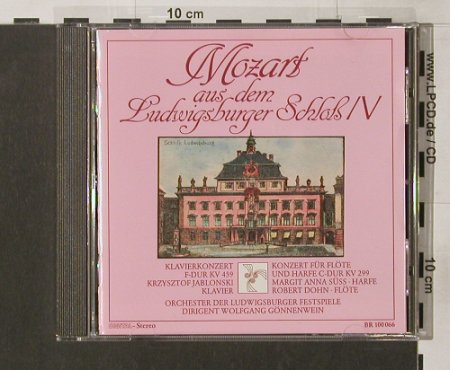 10 cm
Mozart
aus dem
Ludwigsburger Schloß IV
Schloß Ludwigsburg
KLAVIERKONZERT
F-DUR KV 459
KRZYSZTOF JABLONSKI
KLAVIER
KONZERT FÜR FLÖTE
UND HARFE C-DUR KV 299
MARGIT ANNA SÜSS · HARFE
ROBERT DOHN · FLÖTE
ORCHESTER DER LUDWIGSBURGER FESTSPIELE
DIRIGENT WOLFGANG GÖNNENWEIN
Stereo
BR 100 066
www.LPCD.de / CD
10 cm